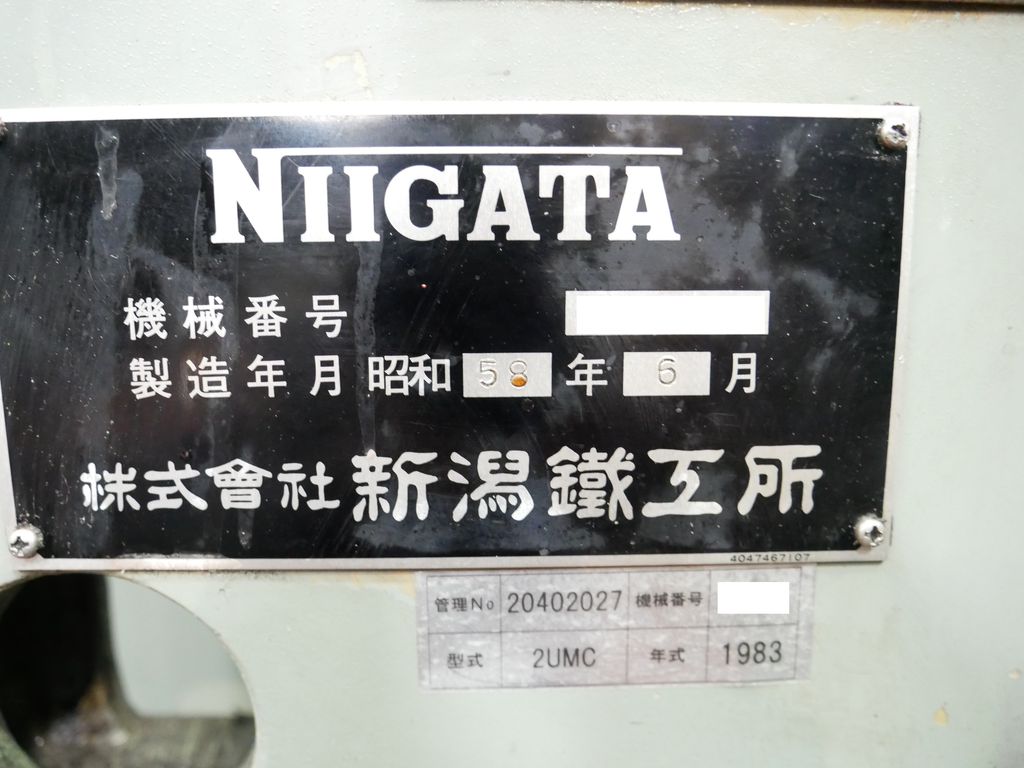 NIIGATA
機械番号
製造年月 昭和 58 年 6 月
株式會社 新潟鐵工所
4047467107
管理No 20402027 機械番号
型式 2UMC 年式 1983